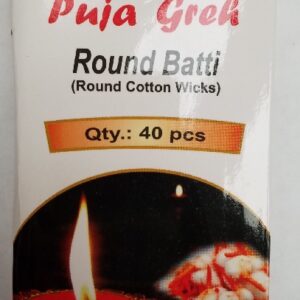 Puja Greh
Round Batti
(Round Cotton Wicks)
Qty.: 40 pcs